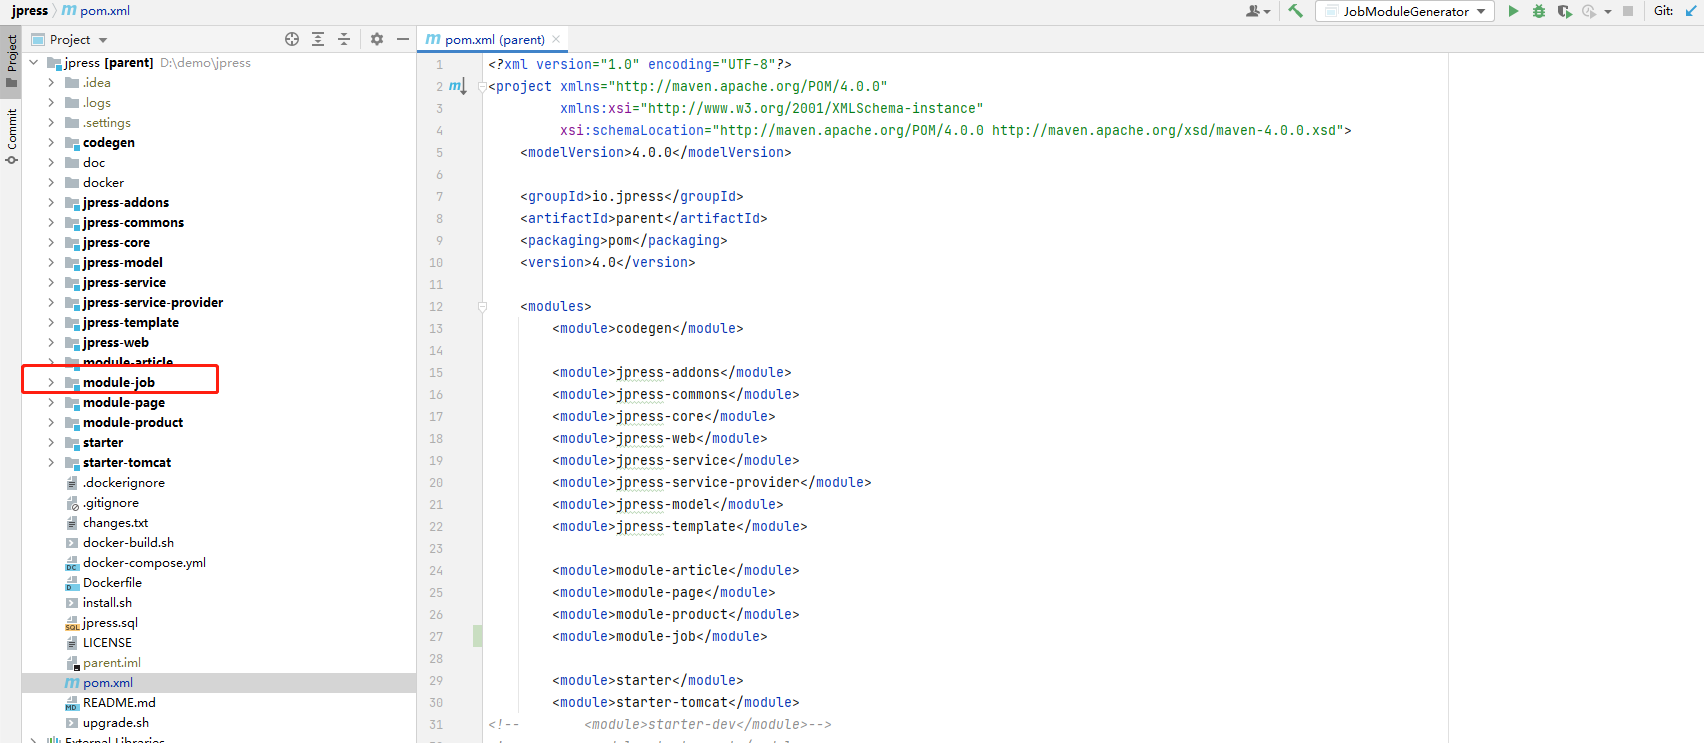 jpress
pom.xml
JobModuleGenerator
Git:
Project
Commit
Project
jpress [parent] D:\demo\jpress
.idea
.logs
.settings
codegen
doc
docker
jpress-addons
jpress-commons
jpress-core
jpress-model
jpress-service
jpress-service-provider
jpress-template
jpress-web
module-article
module-job
module-page
module-product
starter
starter-tomcat
.dockerignore
.gitignore
changes.txt
docker-build.sh
docker-compose.yml
Dockerfile
install.sh
jpress.sql
LICENSE
parent.iml
pom.xml
README.md
upgrade.sh
External Libraries
pom.xml (parent)
1 <?xml version="1.0" encoding="UTF-8"?>
2 <project xmlns="http://maven.apache.org/POM/4.0.0"
3 xmlns:xsi="http://www.w3.org/2001/XMLSchema-instance"
4 xsi:schemaLocation="http://maven.apache.org/POM/4.0.0 http://maven.apache.org/xsd/maven-4.0.0.xsd">
5 <modelVersion>4.0.0</modelVersion>
6
7 <groupId>io.jpress</groupId>
8 <artifactId>parent</artifactId>
9 <packaging>pom</packaging>
10 <version>4.0</version>
11
12 <modules>
13 <module>codegen</module>
14
15 <module>jpress-addons</module>
16 <module>jpress-commons</module>
17 <module>jpress-core</module>
18 <module>jpress-web</module>
19 <module>jpress-service</module>
20 <module>jpress-service-provider</module>
21 <module>jpress-model</module>
22 <module>jpress-template</module>
23
24 <module>module-article</module>
25 <module>module-page</module>
26 <module>module-product</module>
27 <module>module-job</module>
28
29 <module>starter</module>
30 <module>starter-tomcat</module>
31 <!-- <module>starter-dev</module>-->